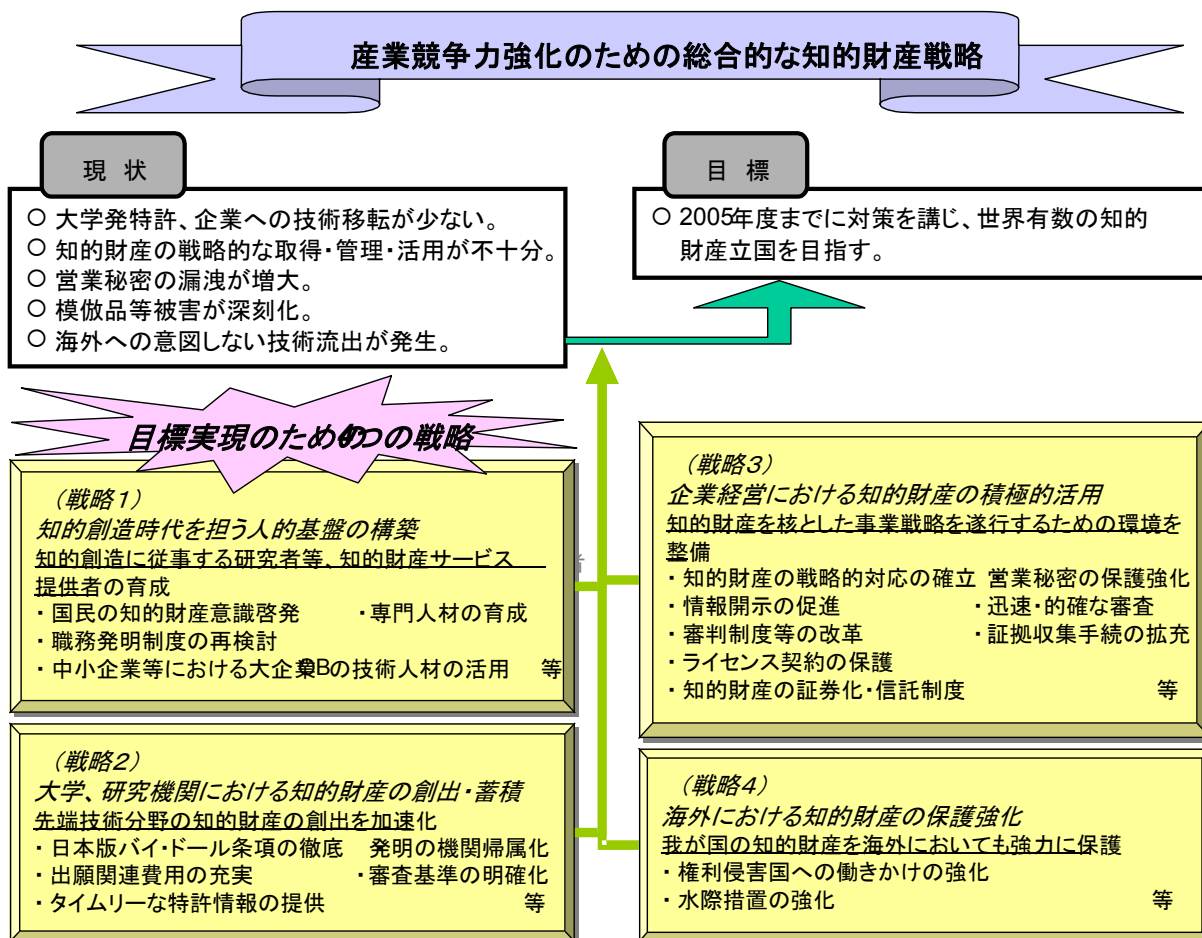 産業競争力強化のための総合的な知的財産戦略
現 状
○ 大学発特許、企業への技術移転が少ない。
○ 知的財産の戦略的な取得・管理・活用が不十分。
○ 営業秘密の漏洩が増大。
○ 模倣品等被害が深刻化。
○ 海外への意図しない技術流出が発生。
目 標
○ 2005年度までに対策を講じ、世界有数の知的
財産立国を目指す。
目標実現のための4つの戦略
(戦略1)
知的創造時代を担う人的基盤の構築
知的創造に従事する研究者等、知的財産サービス
提供者の育成
・国民の知的財産意識啓発 ・専門人材の育成
・職務発明制度の再検討
・中小企業等における大企業OBの技術人材の活用 等
(戦略2)
大学、研究機関における知的財産の創出・蓄積
先端技術分野の知的財産の創出を加速化
・日本版バイ・ドール条項の徹底 発明の機関帰属化
・出願関連費用の充実 ・審査基準の明確化
・タイムリーな特許情報の提供 等
(戦略3)
企業経営における知的財産の積極的活用
知的財産を核とした事業戦略を遂行するための環境を
整備
・知的財産の戦略的対応の確立 営業秘密の保護強化
・情報開示の促進 ・迅速・的確な審査
・審判制度等の改革 ・証拠収集手続の拡充
・ライセンス契約の保護
・知的財産の証券化・信託制度 等
(戦略4)
海外における知的財産の保護強化
我が国の知的財産を海外においても強力に保護
・権利侵害国への働きかけの強化
・水際措置の強化 等